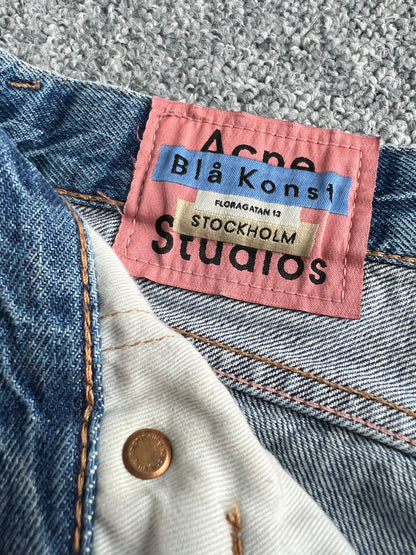 Acne
Blå Konst
FLORAGATAN 13
STOCKHOLM
Studios